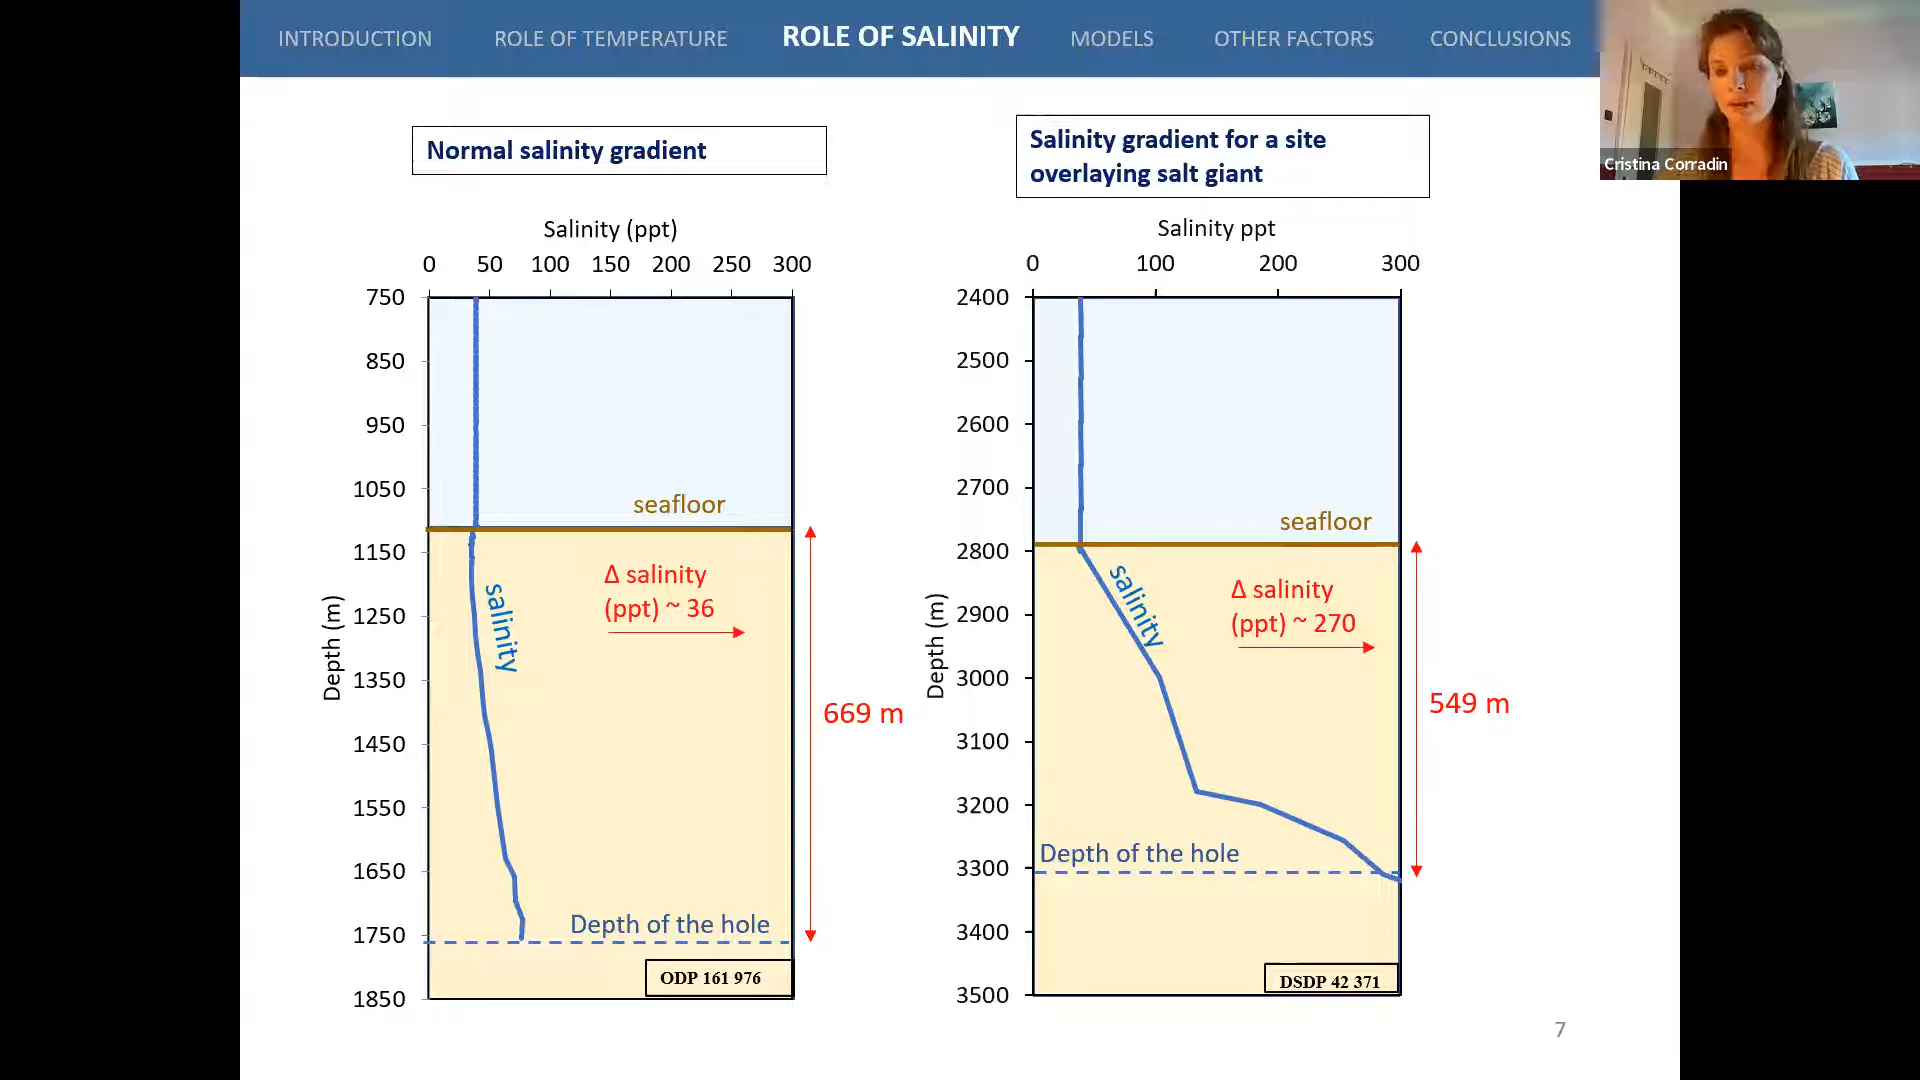 INTRODUCTION ROLE OF TEMPERATURE ROLE OF SALINITY MODELS OTHER FACTORS CONCLUSIONS
Cristina Corradin
Normal salinity gradient
Salinity (ppt)
0 50 100 150 200 250 300
750
850
950
1050
1150
1250
1350
1450
1550
1650
1750
1850
Depth (m)
seafloor
salinity
Δ salinity
(ppt) ~ 36
669 m
Depth of the hole
ODP 161 976
Salinity gradient for a site
overlaying salt giant
Salinity ppt
0 100 200 300
2400
2500
2600
2700
2800
2900
3000
3100
3200
3300
3400
3500
Depth (m)
seafloor
salinity
Δ salinity
(ppt) ~ 270
549 m
Depth of the hole
DSDP 42 371
7